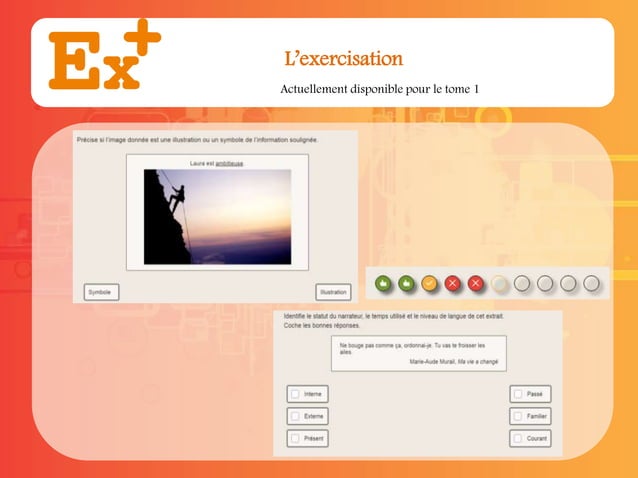 Ex+
L’exercisation
Actuellement disponible pour le tome 1
Précise si l'image donnée est une illustration ou un symbole de l'information soulignée.
Laura est ambitieuse.
Symbole
Illustration
Identifie le statut du narrateur, le temps utilisé et le niveau de langue de cet extrait.
Coche les bonnes réponses.
Ne bouge pas comme ça, ordonnai-je. Tu vas te froisser les
ailes.
Marie-Aude Murail, Ma vie a changé
Interne
Passé
Externe
Familier
Présent
Courant